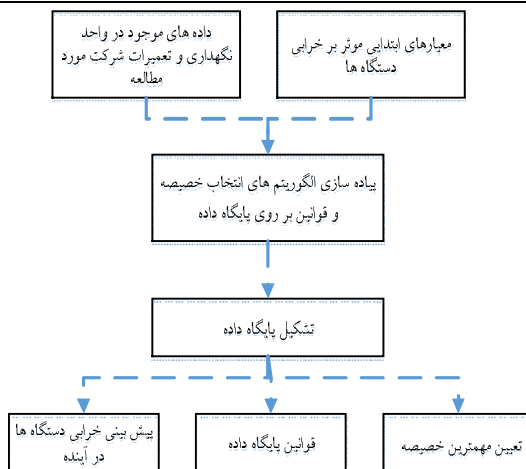 معیارهای ابتدایی موثر بر خرابی
دستگاه ها
داده های موجود در واحد
نگهداری و تعمیرات شرکت مورد
مطالعه
پیاده سازی الگوریتم های انتخاب خصیصه
و قوانین بر روی پایگاه داده
تشکیل پایگاه داده
تعیین مهمترین خصیصه
قوانین پایگاه داده
پیش بینی خرابی دستگاه ها
در آینده